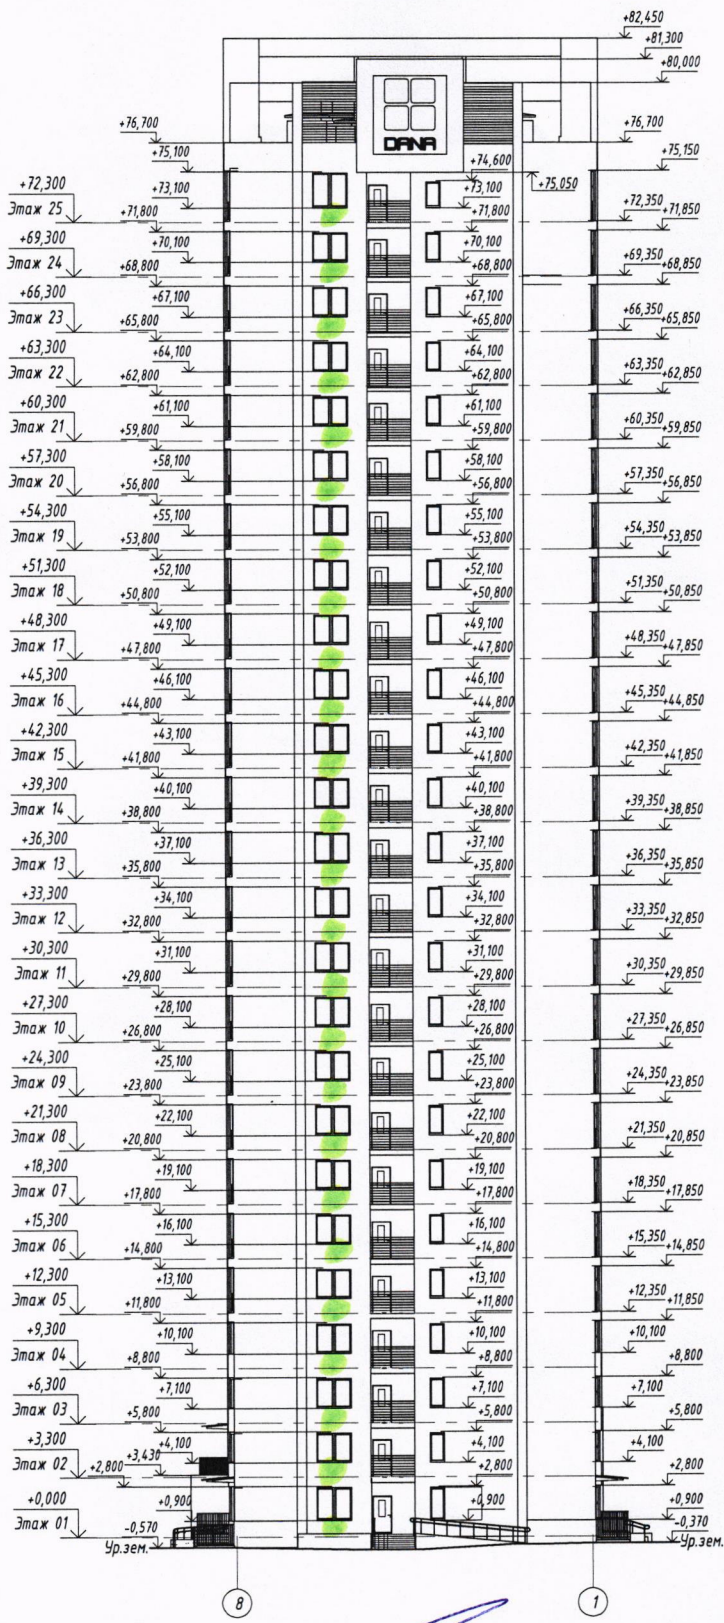 +82,450
+81,300
+80,000
+76,700 +76,700
DANA
+75,100 +74,600 +75,150
+75,050
+72,300 +73,100 +73,100 +72,350
Этаж 25 +71,800 +71,800 +71,850
+69,300 +70,100 +70,100 +69,350
Этаж 24 +68,800 +68,800 +68,850
+66,300 +67,100 +67,100 +66,350
Этаж 23 +65,800 +65,800 +65,850
+63,300 +64,100 +64,100 +63,350
Этаж 22 +62,800 +62,800 +62,850
+60,300 +61,100 +61,100 +60,350
Этаж 21 +59,800 +59,800 +59,850
+57,300 +58,100 +58,100 +57,350
Этаж 20 +56,800 +56,800 +56,850
+54,300 +55,100 +55,100 +54,350
Этаж 19 +53,800 +53,800 +53,850
+51,300 +52,100 +52,100 +51,350
Этаж 18 +50,800 +50,800 +50,850
+48,300 +49,100 +49,100 +48,350
Этаж 17 +47,800 +47,800 +47,850
+45,300 +46,100 +46,100 +45,350
Этаж 16 +44,800 +44,800 +44,850
+42,300 +43,100 +43,100 +42,350
Этаж 15 +41,800 +41,800 +41,850
+39,300 +40,100 +40,100 +39,350
Этаж 14 +38,800 +38,800 +38,850
+36,300 +37,100 +37,100 +36,350
Этаж 13 +35,800 +35,800 +35,850
+33,300 +34,100 +34,100 +33,350
Этаж 12 +32,800 +32,800 +32,850
+30,300 +31,100 +31,100 +30,350
Этаж 11 +29,800 +29,800 +29,850
+27,300 +28,100 +28,100 +27,350
Этаж 10 +26,800 +26,800 +26,850
+24,300 +25,100 +25,100 +24,350
Этаж 09 +23,800 +23,800 +23,850
+21,300 +22,100 +22,100 +21,350
Этаж 08 +20,800 +20,800 +20,850
+18,300 +19,100 +19,100 +18,350
Этаж 07 +17,800 +17,800 +17,850
+15,300 +16,100 +16,100 +15,350
Этаж 06 +14,800 +14,800 +14,850
+12,300 +13,100 +13,100 +12,350
Этаж 05 +11,800 +11,800 +11,850
+9,300 +10,100 +10,100 +10,100
Этаж 04 +8,800 +8,800 +8,800
+6,300 +7,100 +7,100 +7,100
Этаж 03 +5,800 +5,800 +5,800
+3,300 +4,100 +4,100 +4,100
Этаж 02 +2,800 +3,430 +2,800 +2,800
+0,000 +0,900 +0,900 +0,900
Этаж 01 -0,570 -0,370
Ур.зем. Ур.зем.
8 1